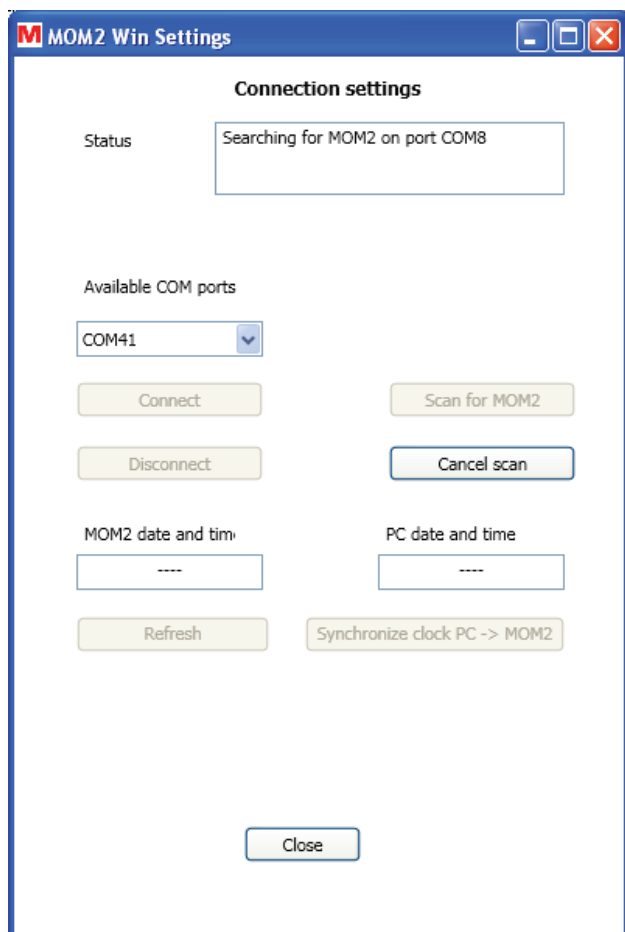 M MOM2 Win Settings
Connection settings
Status
Searching for MOM2 on port COM8
Available COM ports
COM41
Connect
Scan for MOM2
Disconnect
Cancel scan
MOM2 date and tim
PC date and time
----
----
Refresh
Synchronize clock PC -> MOM2
Close